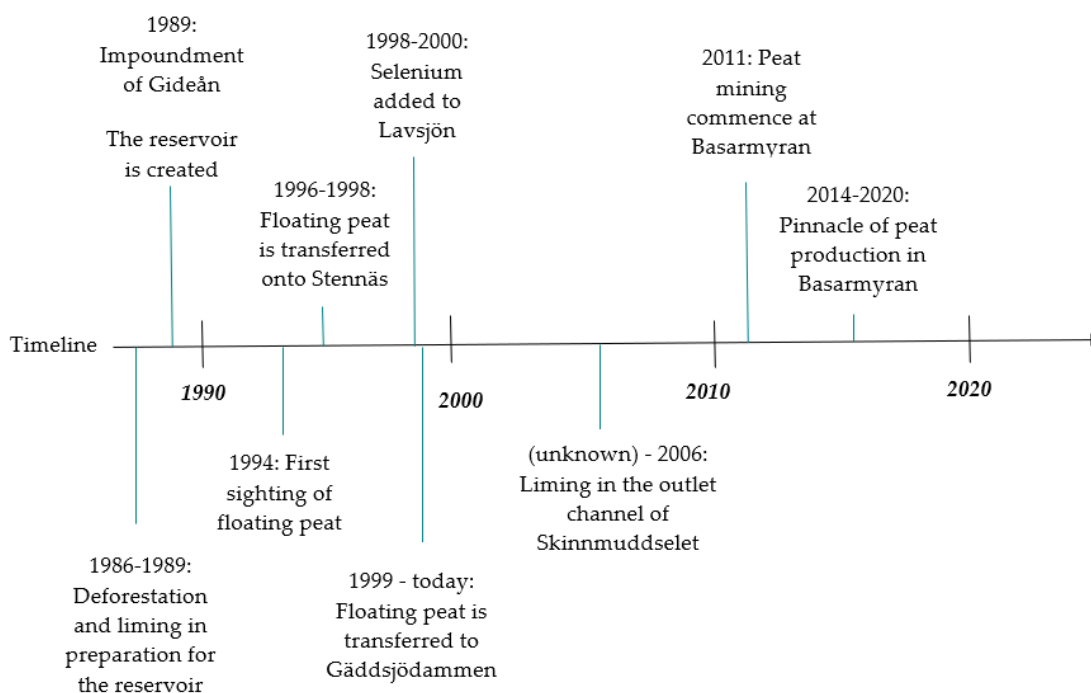 1989:
Impoundment
of Gideån
The reservoir
is created
1996-1998:
Floating peat
is transferred
onto Stennäs
1998-2000:
Selenium
added to
Lavsjön
2011: Peat
mining
commence at
Basarmyran
2014-2020:
Pinnacle of peat
production in
Basarmyran
Timeline
1990
2000
2010
2020
1986-1989:
Deforestation
and liming in
preparation for
the reservoir
1994: First
sighting of
floating peat
1999 - today:
Floating peat is
transferred to
Gäddsjödammen
(unknown) - 2006:
Liming in the outlet
channel of
Skinnmuddselet